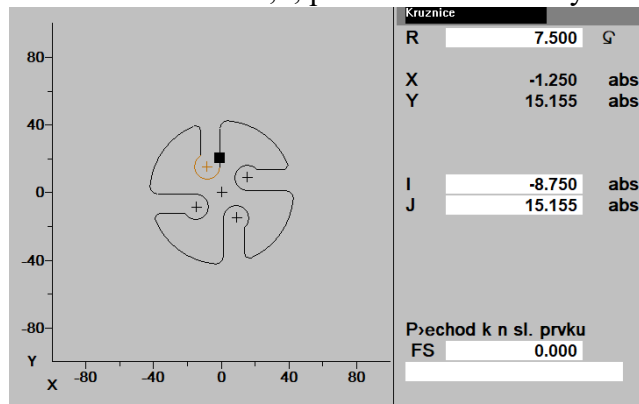 Kruznice
R 7.500
X -1.250 abs
Y 15.155 abs
I -8.750 abs
J 15.155 abs
P›echod k n sl. prvku
FS 0.000
80
40
0
-40
-80
Y
X -80 -40 0 40 80